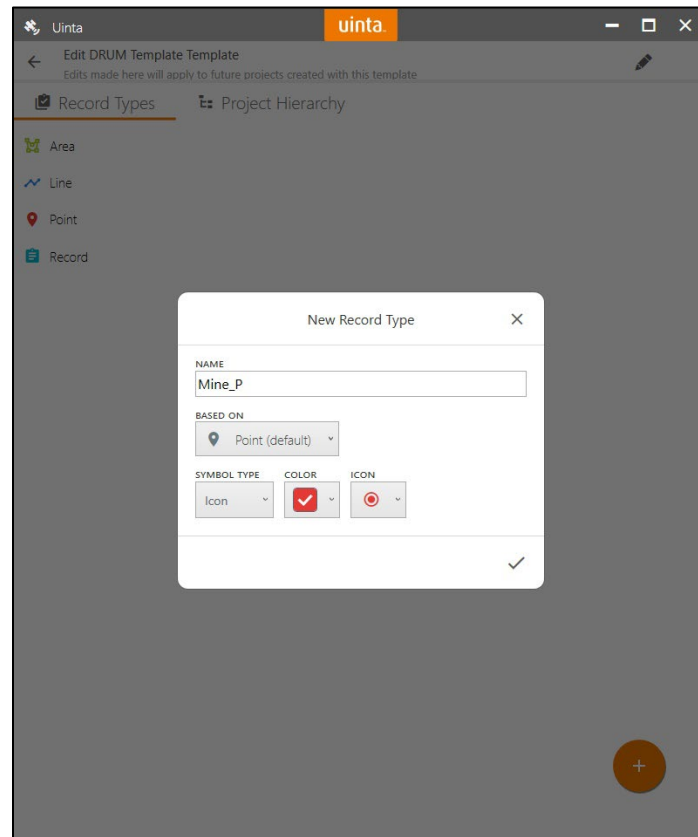 Uinta
uinta.
Edit DRUM Template Template
Edits made here will apply to future projects created with this template
Record Types
Project Hierarchy
Area
Line
Point
Record
New Record Type
NAME
Mine_P
BASED ON
Point (default)
SYMBOL TYPE
COLOR
ICON
Icon